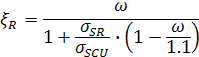 ξ_R = ω / (1 + σ_SR / σ_SCU · (1 − ω / 1.1))